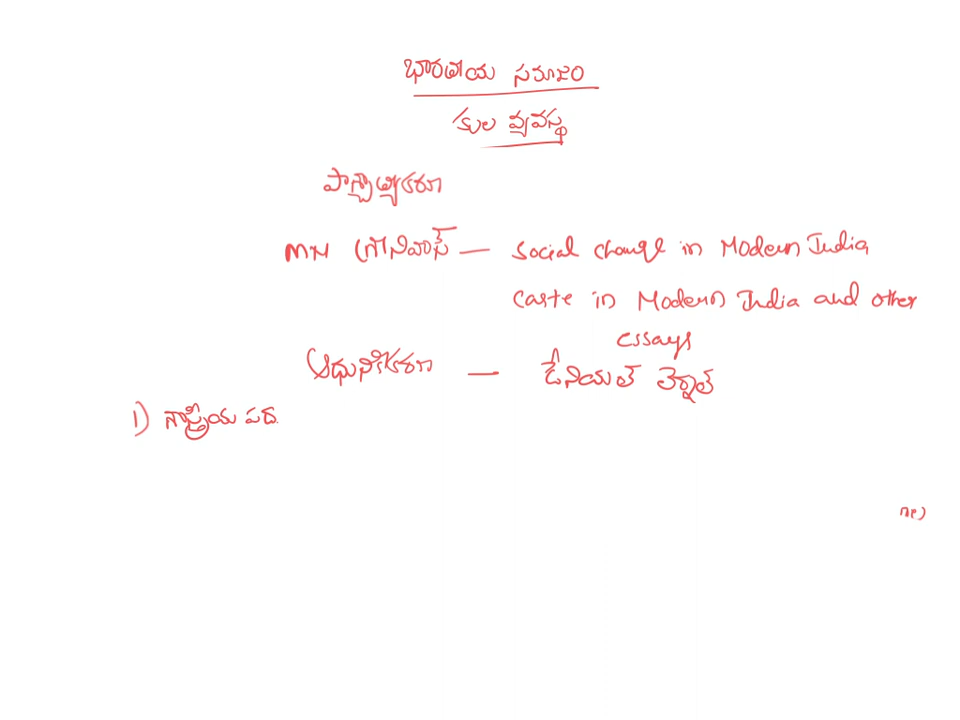 భారతీయ సమాజం
కుల వ్యవస్థ
పాశ్చాత్యీకరణ
MN శ్రీనివాస్ — Social change in Modern India
Caste in Modern India and other
essays
ఆధునికీకరణ — డేనియల్ లెర్నర్
1) శాస్త్రీయ పద